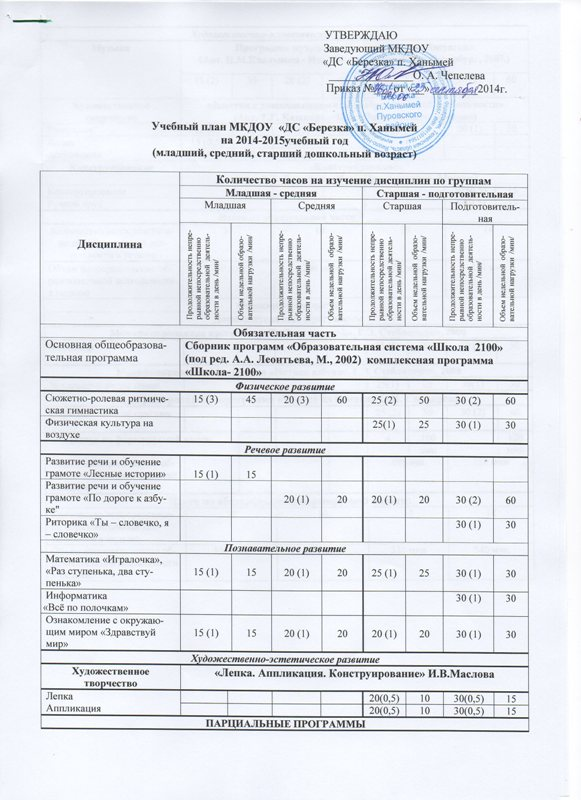 УТВЕРЖДАЮ
Заведующий МКДОУ
«ДС «Березка» п. Ханымей
О. А. Чепелева
Приказ № от « » сентября 2014г.
п.Ханымей
Пуровского
района
Учебный план МКДОУ «ДС «Березка» п. Ханымей
на 2014-2015учебный год
(младший, средний, старший дошкольный возраст)
Дисциплина
Количество часов на изучение дисциплин по группам
Младшая - средняя Старшая - подготовительная
Младшая Средняя Старшая Подготовитель-
ная
Продолжительность непре-
рывной непосредственно
образовательной деятель-
ности в день /мин/
Объем недельной образо-
вательной нагрузки /мин/
Продолжительность непре-
рывной непосредственно
образовательной деятель-
ности в день /мин/
Объем недельной образо-
вательной нагрузки /мин/
Продолжительность непре-
рывной непосредственно
образовательной деятель-
ности в день /мин/
Объем недельной образо-
вательной нагрузки /мин/
Продолжительность непре-
рывной непосредственно
образовательной деятель-
ности в день /мин/
Объем недельной образо-
вательной нагрузки /мин/
Обязательная часть
Основная общеобразова-
тельная программа
Сборник программ «Образовательная система «Школа 2100»
(под ред. А.А. Леонтьева, М., 2002) комплексная программа
«Школа- 2100»
Физическое развитие
Сюжетно-ролевая ритмиче- 15 (3) 45 20 (3) 60 25 (2) 50 30 (2) 60
ская гимнастика
Физическая культура на 25(1) 25 30 (1) 30
воздухе
Речевое развитие
Развитие речи и обучение
грамоте «Лесные истории» 15 (1) 15
Развитие речи и обучение
грамоте «По дороге к азбу- 20 (1) 20 20 (1) 20 30 (2) 60
ке"
Риторика «Ты – словечко, я 30 (1) 30
– словечко»
Познавательное развитие
Математика «Игралочка»,
«Раз ступенька, два сту- 15 (1) 15 20 (1) 20 25 (1) 25 30 (1) 30
пенька»
Информатика 30 (1) 30
«Всё по полочкам»
Ознакомление с окружаю-
щим миром «Здравствуй 15 (1) 15 20 (1) 20 20 (1) 20 30 (1) 30
мир»
Художественно-эстетическое развитие
Художественное
творчество
«Лепка. Аппликация. Конструирование» И.В.Маслова
Лепка 20(0,5) 10 30(0,5) 15
Аппликация 20(0,5) 10 30(0,5) 15
ПАРЦИАЛЬНЫЕ ПРОГРАММЫ